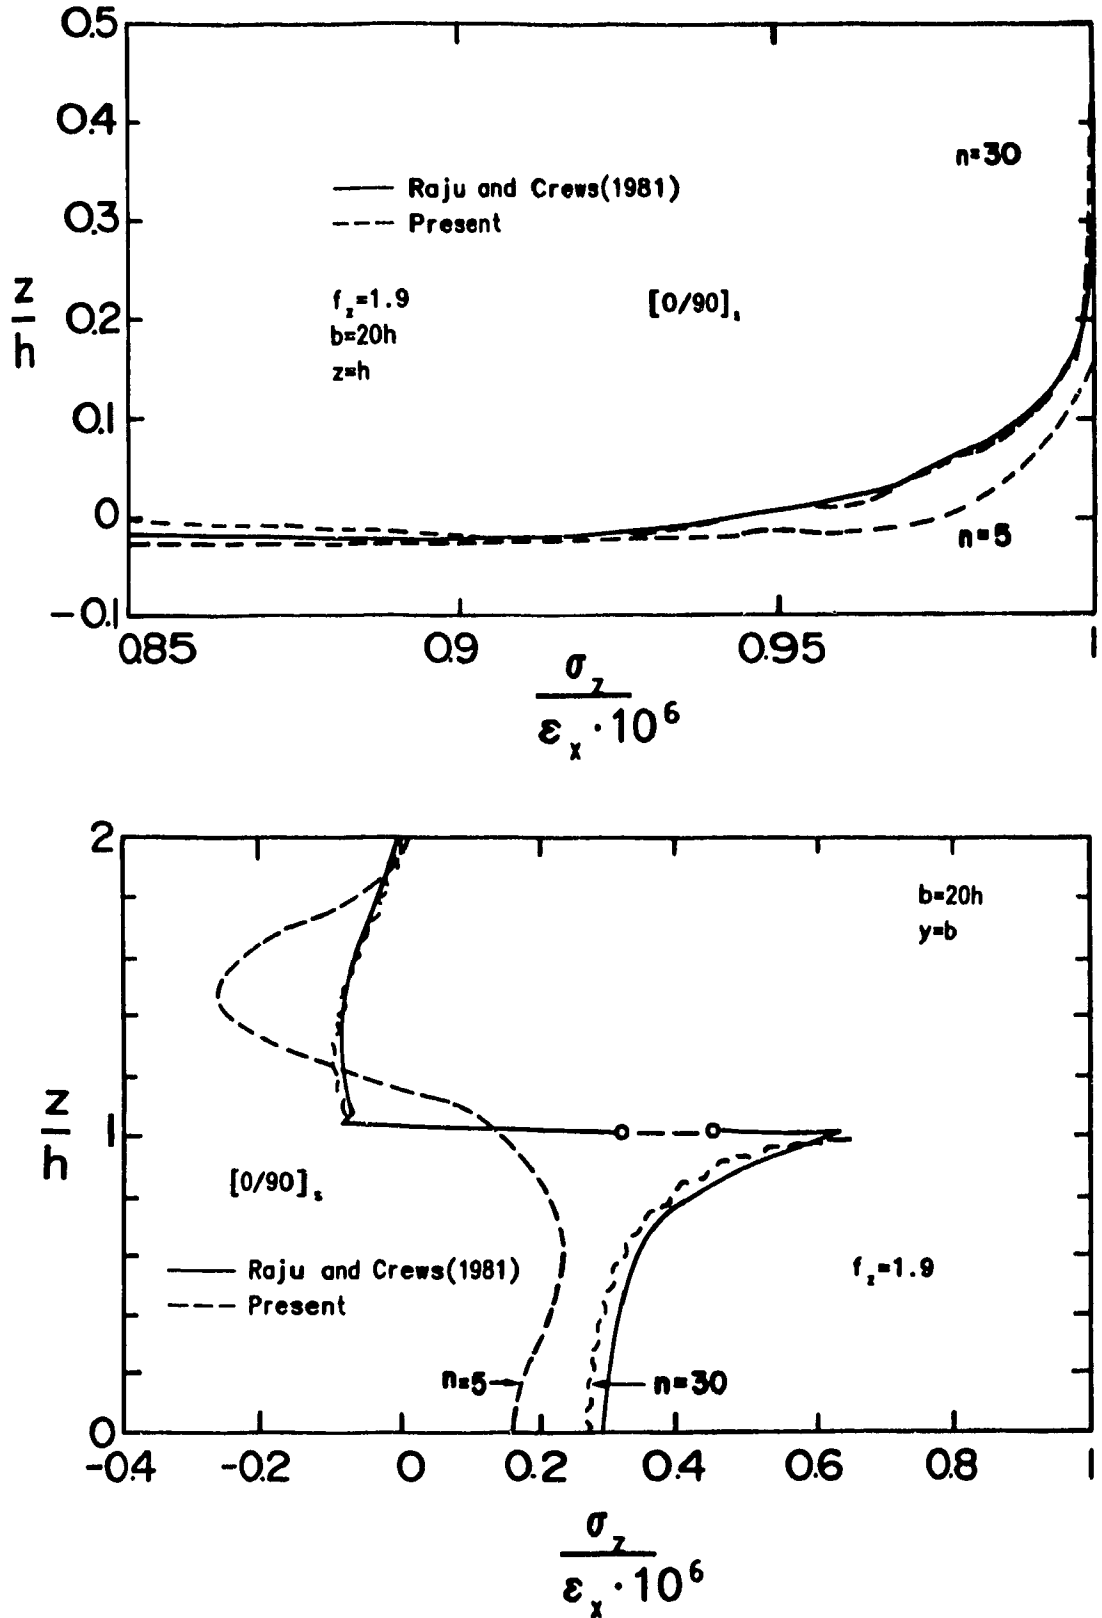 0.5
0.4
n=30
Raju and Crews(1981)
0.3
Present
z
h
f_z=1.9
[0/90]_s
0.2
b=20h
z=h
0.1
0
n=5
-0.1
0.85 0.9 0.95 1
σ_z
ε_x · 10^6
2
b=20h
y=b
z
h
1
[0/90]_s
Raju and Crews(1981)
f_z=1.9
Present
n=5
n=30
0
-0.4 -0.2 0 0.2 0.4 0.6 0.8 1
σ_z
ε_x · 10^6